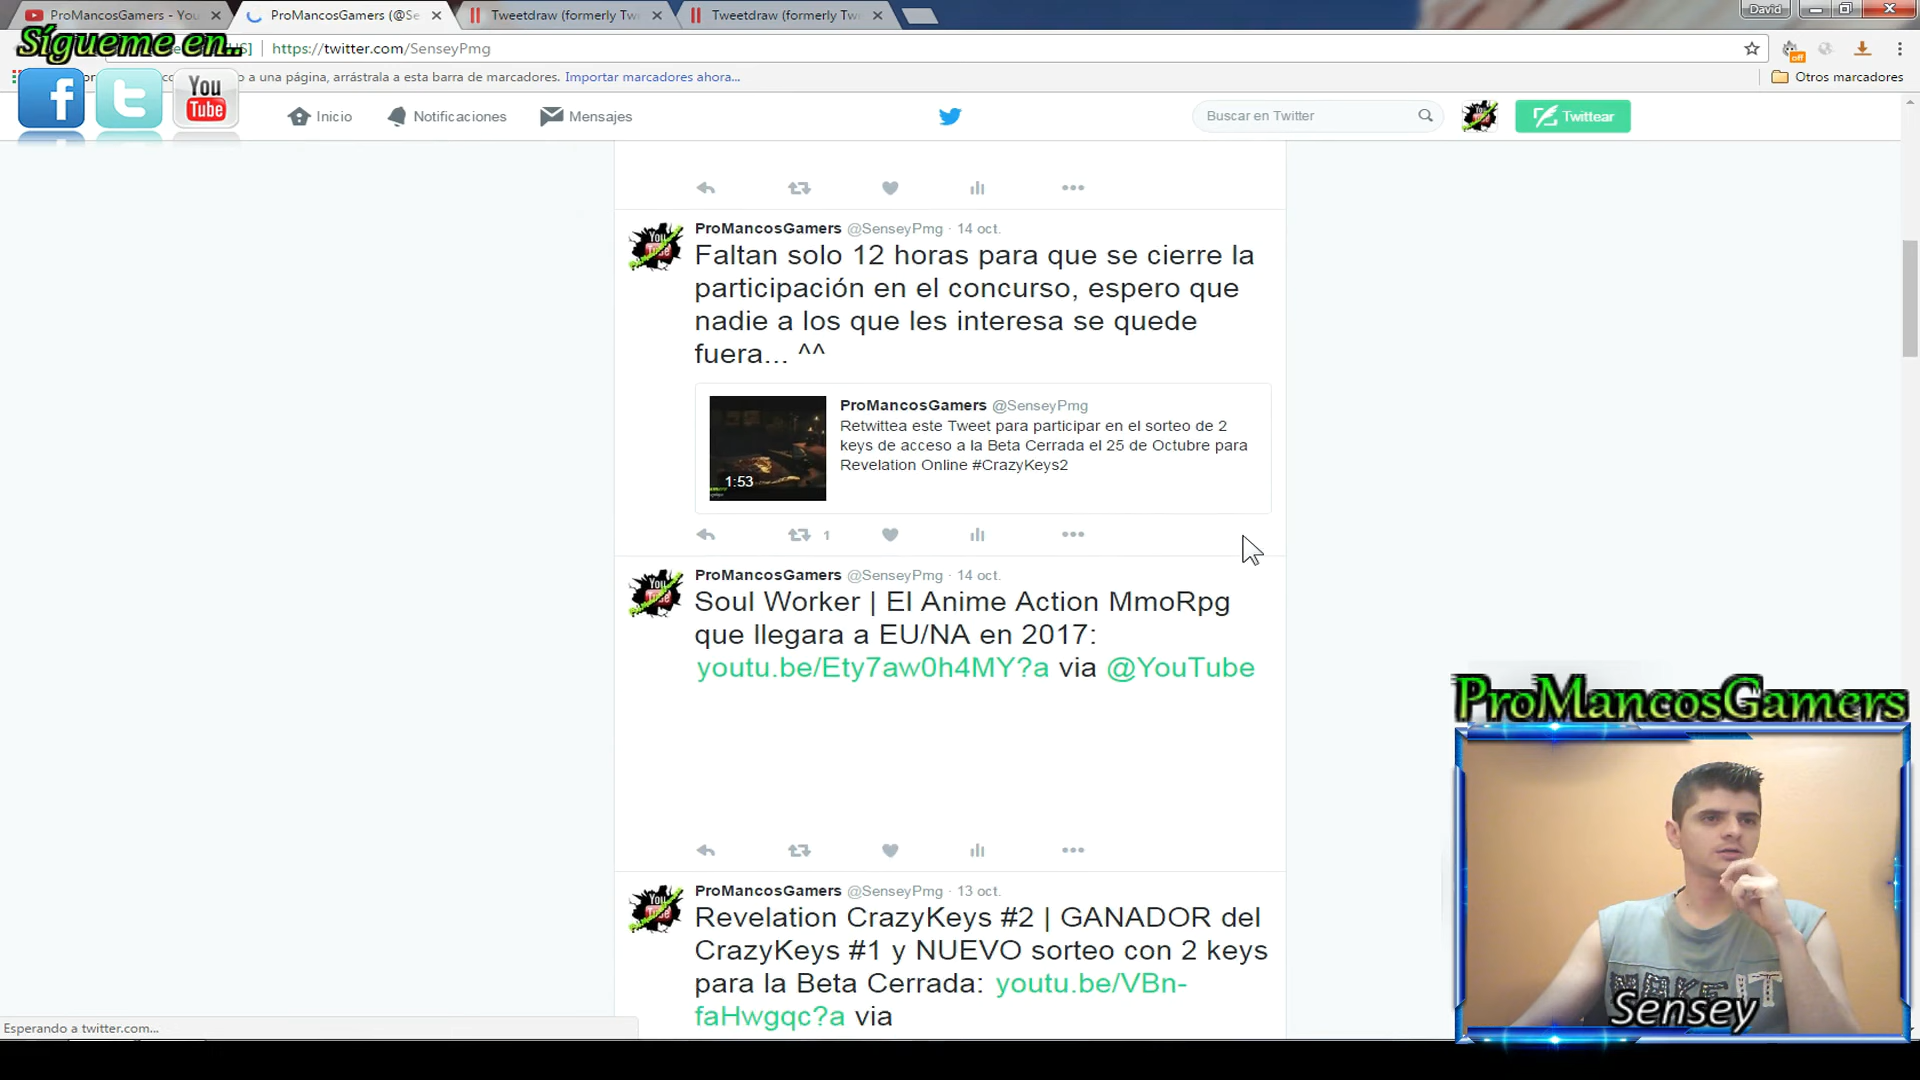 ProMancosGamers - You
ProMancosGamers (@Se
Tweetdraw (formerly Tw
Tweetdraw (formerly Tw
David
Sígueme en..
US] https://twitter.com/SenseyPmg
o a una página, arrástrala a esta barra de marcadores. Importar marcadores ahora...
Otros marcadores
off
f
t
You Tube
Inicio
Notificaciones
Mensajes
Buscar en Twitter
Twittear
ProMancosGamers @SenseyPmg · 14 oct.
Faltan solo 12 horas para que se cierre la
participación en el concurso, espero que
nadie a los que les interesa se quede
fuera... ^^
ProMancosGamers @SenseyPmg
Retwittea este Tweet para participar en el sorteo de 2
keys de acceso a la Beta Cerrada el 25 de Octubre para
Revelation Online #CrazyKeys2
1:53
1
ProMancosGamers @SenseyPmg · 14 oct.
Soul Worker | El Anime Action MmoRpg
que llegara a EU/NA en 2017:
youtu.be/Ety7aw0h4MY?a via @YouTube
ProMancosGamers @SenseyPmg · 13 oct.
Revelation CrazyKeys #2 | GANADOR del
CrazyKeys #1 y NUEVO sorteo con 2 keys
para la Beta Cerrada: youtu.be/VBn-
faHwgqc?a via
ProMancosGamers
MAKE IT
Sensey
Esperando a twitter.com...